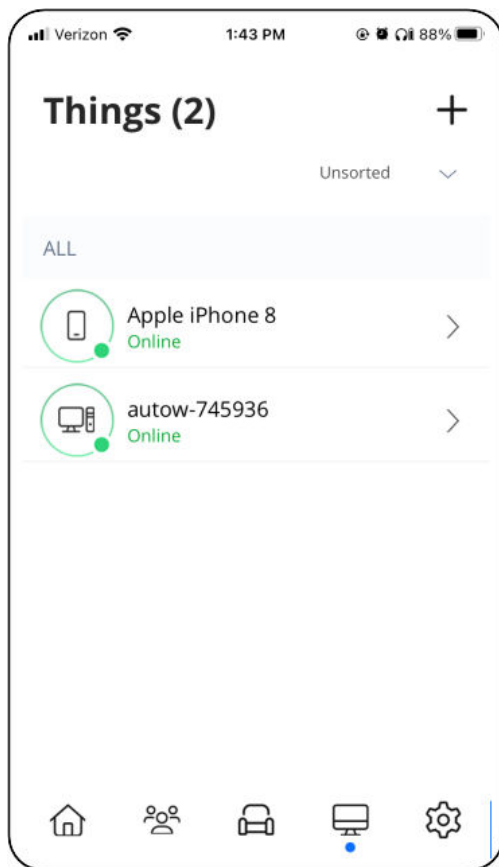 Verizon 1:43 PM 88%
Things (2)
Unsorted
ALL
Apple iPhone 8
Online
autow-745936
Online